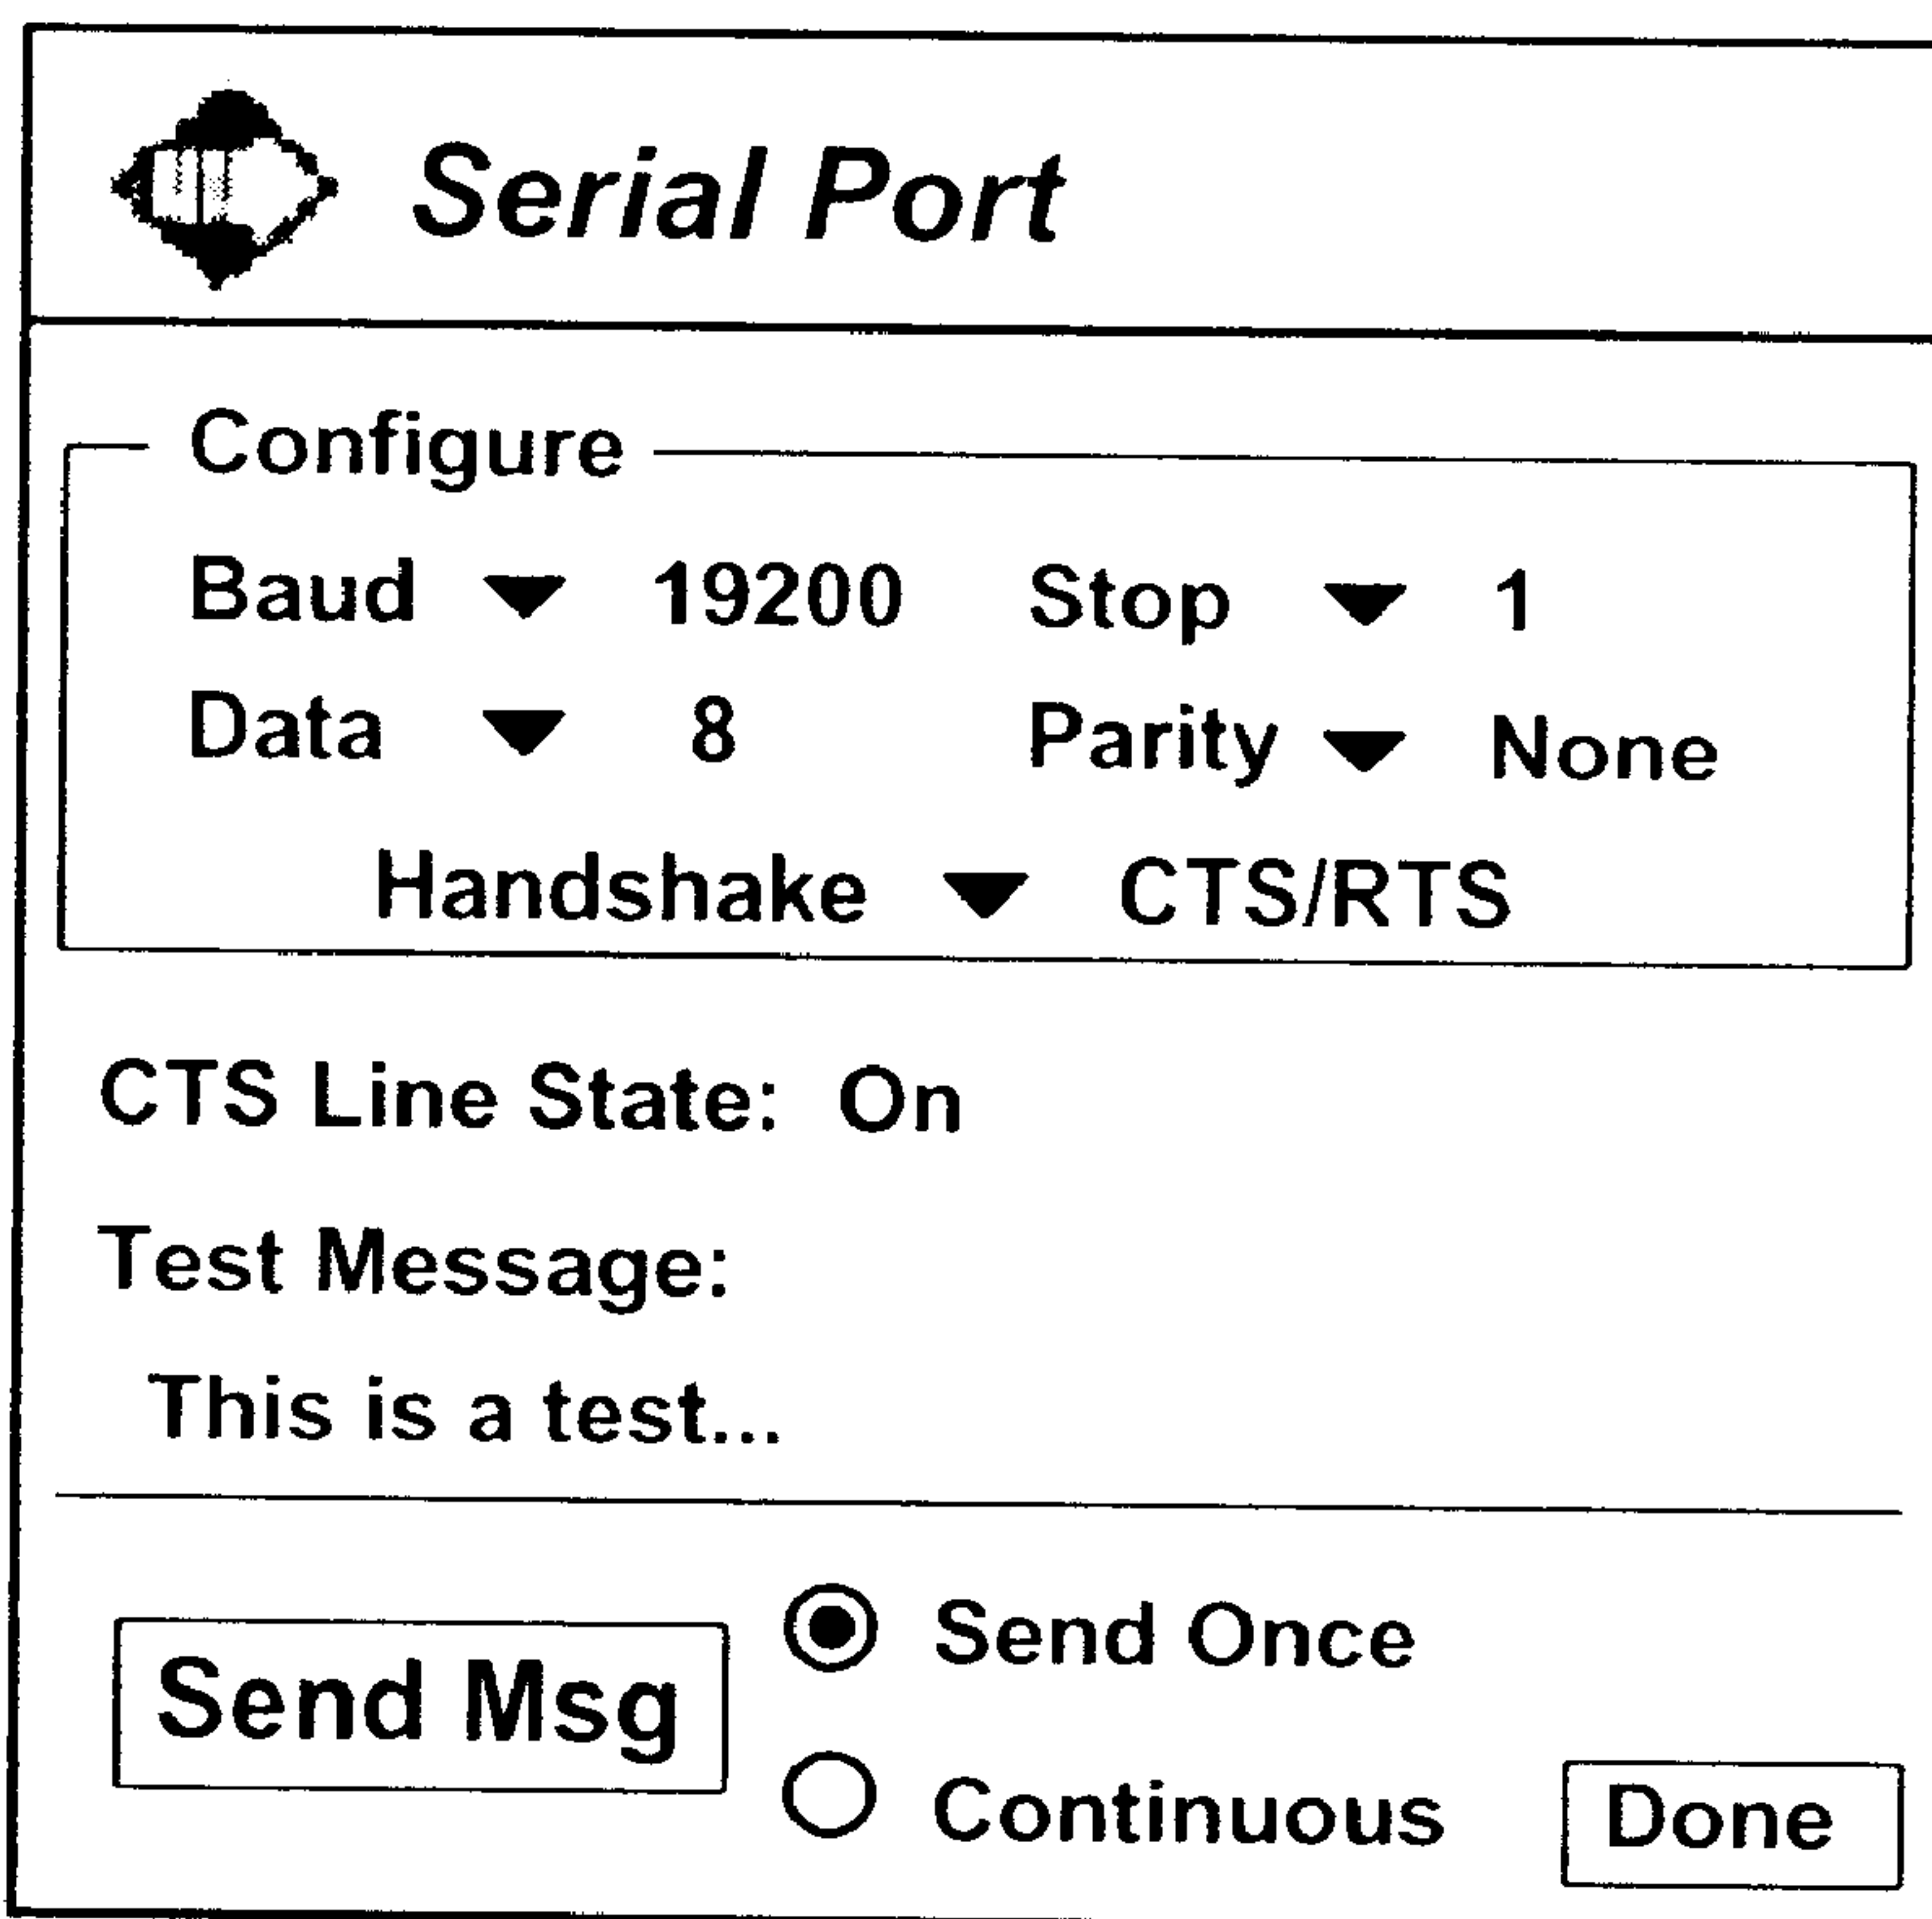 Serial Port
Configure
Baud 19200 Stop 1
Data 8 Parity None
Handshake CTS/RTS
CTS Line State: On
Test Message:
This is a test...
Send Msg
Send Once
Continuous
Done